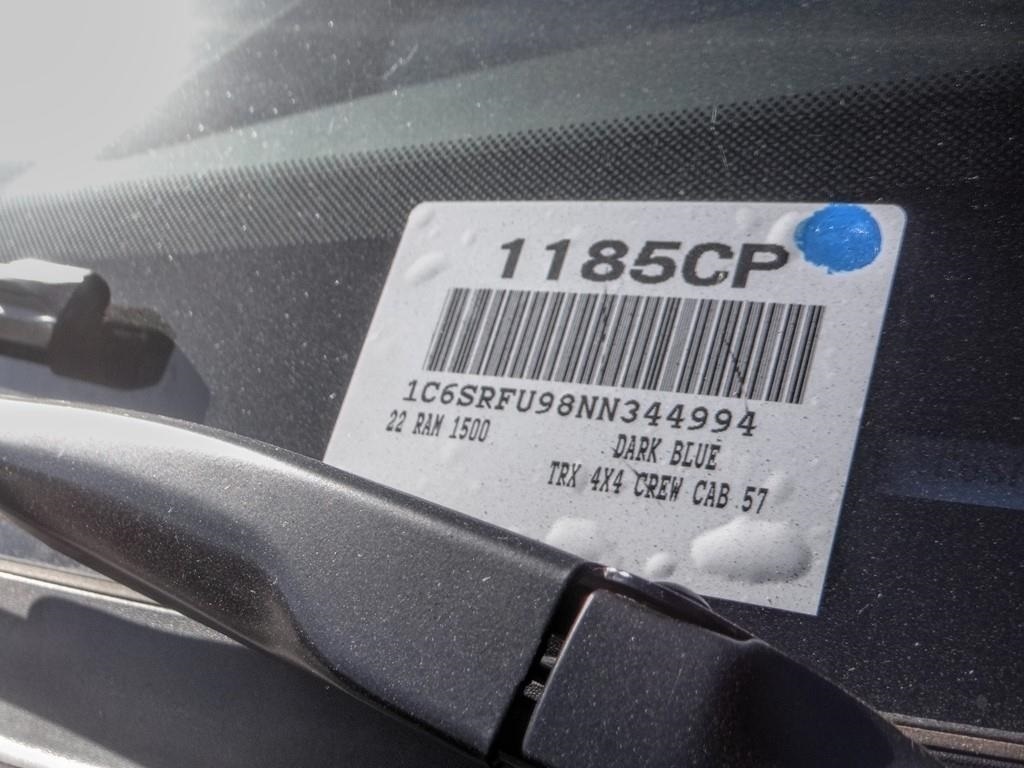 1185CP
1C6SRFU98NN344994
22 RAM 1500
DARK BLUE
TRX 4X4 CREW CAB 57